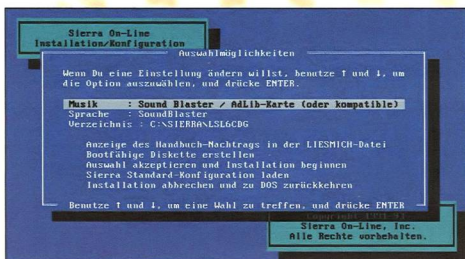 Sierra On-Line
Installation/Konfiguration
Auswahlmöglichkeiten
Wenn Du eine Einstellung ändern willst, benutze ↑ und ↓, um
die Option auszuwählen, und drücke ENTER.
Musik : Sound Blaster / AdLib-Karte (oder kompatible)
Sprache : SoundBlaster
Verzeichnis : C:\SIERRA\LSL6CDG
Anzeige des Handbuch-Nachtrags in der LIESMICH-Datei
Bootfähige Diskette erstellen
Auswahl akzeptieren und Installation beginnen
Sierra Standard-Konfiguration laden
Installation abbrechen und zu DOS zurückkehren
Benutze ↑ und ↓, um eine Wahl zu treffen, und drücke ENTER
Copyright
Sierra On-Line, Inc.
Alle Rechte vorbehalten.